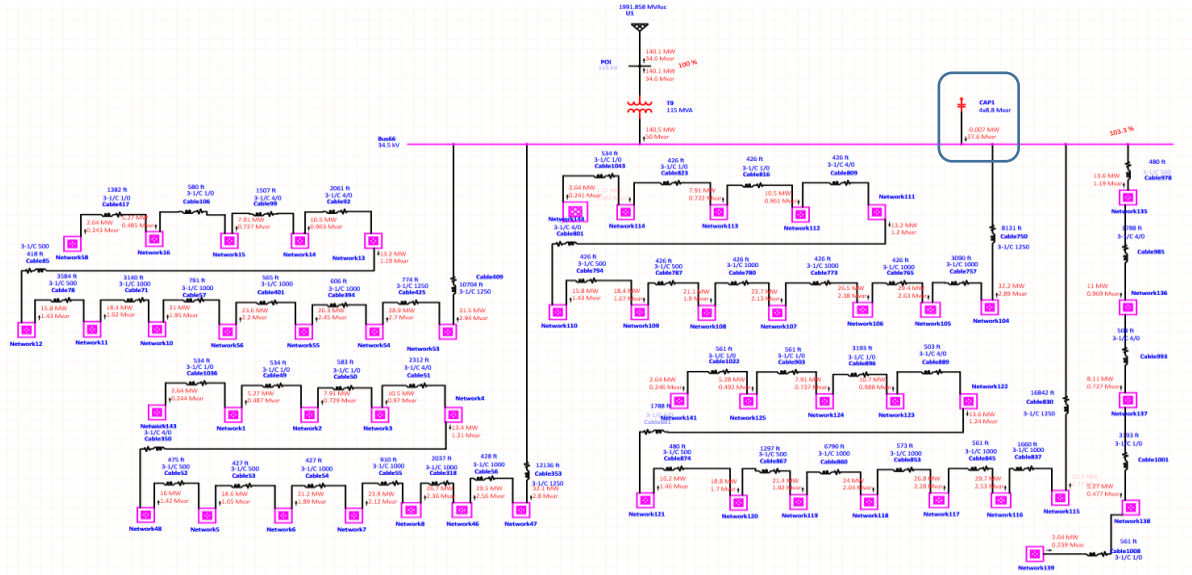 1991.858 MVAsc
U1
140.1 MW
34.6 Mvar
POI
115 kV
100 %
140.1 MW
34.6 Mvar
T9
115 MVA
CAP1
4x8.8 Mvar
140.5 MW
50 Mvar
-0.007 MW
37.6 Mvar
103.3 %
Bus66
34.5 kV
1382 ft
3-1/C 1/0
Cable417
580 ft
3-1/C 1/0
Cable106
1507 ft
3-1/C 4/0
Cable99
2061 ft
3-1/C 4/0
Cable92
2.64 MW
0.243 Mvar
5.27 MW
0.485 Mvar
7.91 MW
0.727 Mvar
10.5 MW
0.963 Mvar
13.2 MW
1.19 Mvar
Network58
Network16
Network15
Network14
Network13
3-1/C 500
418 ft
Cable85
3584 ft
3-1/C 500
Cable78
3140 ft
3-1/C 1000
Cable71
791 ft
3-1/C 1000
Cable57
565 ft
3-1/C 1000
Cable401
606 ft
3-1/C 1000
Cable394
774 ft
3-1/C 1250
Cable425
15.8 MW
1.43 Mvar
18.4 MW
1.62 Mvar
21 MW
1.95 Mvar
23.6 MW
2.2 Mvar
26.3 MW
2.45 Mvar
28.9 MW
2.7 Mvar
31.5 MW
2.94 Mvar
Network12
Network11
Network10
Network56
Network55
Network54
Network53
Cable409
10704 ft
3-1/C 1250
534 ft
3-1/C 1/0
Cable1036
534 ft
3-1/C 1/0
Cable49
583 ft
3-1/C 1/0
Cable50
2312 ft
3-1/C 4/0
Cable51
2.64 MW
0.244 Mvar
5.27 MW
0.487 Mvar
7.91 MW
0.729 Mvar
10.5 MW
0.97 Mvar
13.4 MW
1.21 Mvar
Network143
Network1
Network2
Network3
Network4
3-1/C 4/0
Cable350
475 ft
3-1/C 500
Cable52
427 ft
3-1/C 500
Cable53
427 ft
3-1/C 1000
Cable54
910 ft
3-1/C 1000
Cable55
2037 ft
3-1/C 1000
Cable318
428 ft
3-1/C 1000
Cable56
16 MW
1.42 Mvar
18.6 MW
1.65 Mvar
21.3 MW
1.89 Mvar
23.9 MW
2.12 Mvar
26.7 MW
2.36 Mvar
29.5 MW
2.56 Mvar
32.1 MW
2.8 Mvar
Network48
Network5
Network6
Network7
Network8
Network46
Network47
12136 ft
Cable353
3-1/C 1250
534 ft
3-1/C 1/0
Cable1043
426 ft
3-1/C 1/0
Cable823
426 ft
3-1/C 1/0
Cable816
426 ft
3-1/C 4/0
Cable809
2.64 MW
0.241 Mvar
7.91 MW
0.722 Mvar
10.5 MW
0.961 Mvar
13.2 MW
1.2 Mvar
Network144
Network114
Network113
Network112
Network111
3-1/C 4/0
Cable801
426 ft
3-1/C 500
Cable794
426 ft
3-1/C 500
Cable787
426 ft
3-1/C 1000
Cable780
426 ft
3-1/C 1000
Cable773
426 ft
3-1/C 1000
Cable765
3090 ft
3-1/C 1000
Cable757
15.8 MW
1.43 Mvar
18.4 MW
1.67 Mvar
21.1 MW
1.9 Mvar
23.7 MW
2.13 Mvar
26.5 MW
2.38 Mvar
29.4 MW
2.63 Mvar
32.2 MW
2.89 Mvar
Network110
Network109
Network108
Network107
Network106
Network105
Network104
8131 ft
Cable750
3-1/C 1250
561 ft
3-1/C 1/0
Cable1022
561 ft
3-1/C 1/0
Cable903
3193 ft
3-1/C 4/0
Cable896
503 ft
3-1/C 4/0
Cable889
2.64 MW
0.246 Mvar
5.28 MW
0.492 Mvar
7.91 MW
0.737 Mvar
10.7 MW
0.988 Mvar
13.6 MW
1.24 Mvar
Network141
Network125
Network124
Network123
Network122
1788 ft
480 ft
3-1/C 500
Cable874
1297 ft
3-1/C 500
Cable867
6790 ft
3-1/C 1000
Cable860
573 ft
3-1/C 1000
Cable853
561 ft
3-1/C 1000
Cable845
1660 ft
3-1/C 1000
Cable837
16.2 MW
1.46 Mvar
18.8 MW
1.7 Mvar
21.4 MW
1.92 Mvar
24 MW
2.04 Mvar
26.8 MW
2.28 Mvar
29.7 MW
2.53 Mvar
Network121
Network120
Network119
Network118
Network117
Network116
Network115
16842 ft
Cable830
3-1/C 1250
480 ft
Cable978
13.6 MW
1.19 Mvar
Network135
3-1/C 4/0
Cable985
11 MW
0.969 Mvar
Network136
3-1/C 4/0
Cable993
8.11 MW
0.727 Mvar
Network137
3-1/C 1/0
Cable1001
5.27 MW
0.477 Mvar
Network138
2.64 MW
0.239 Mvar
561 ft
Cable1008
3-1/C 1/0
Network139